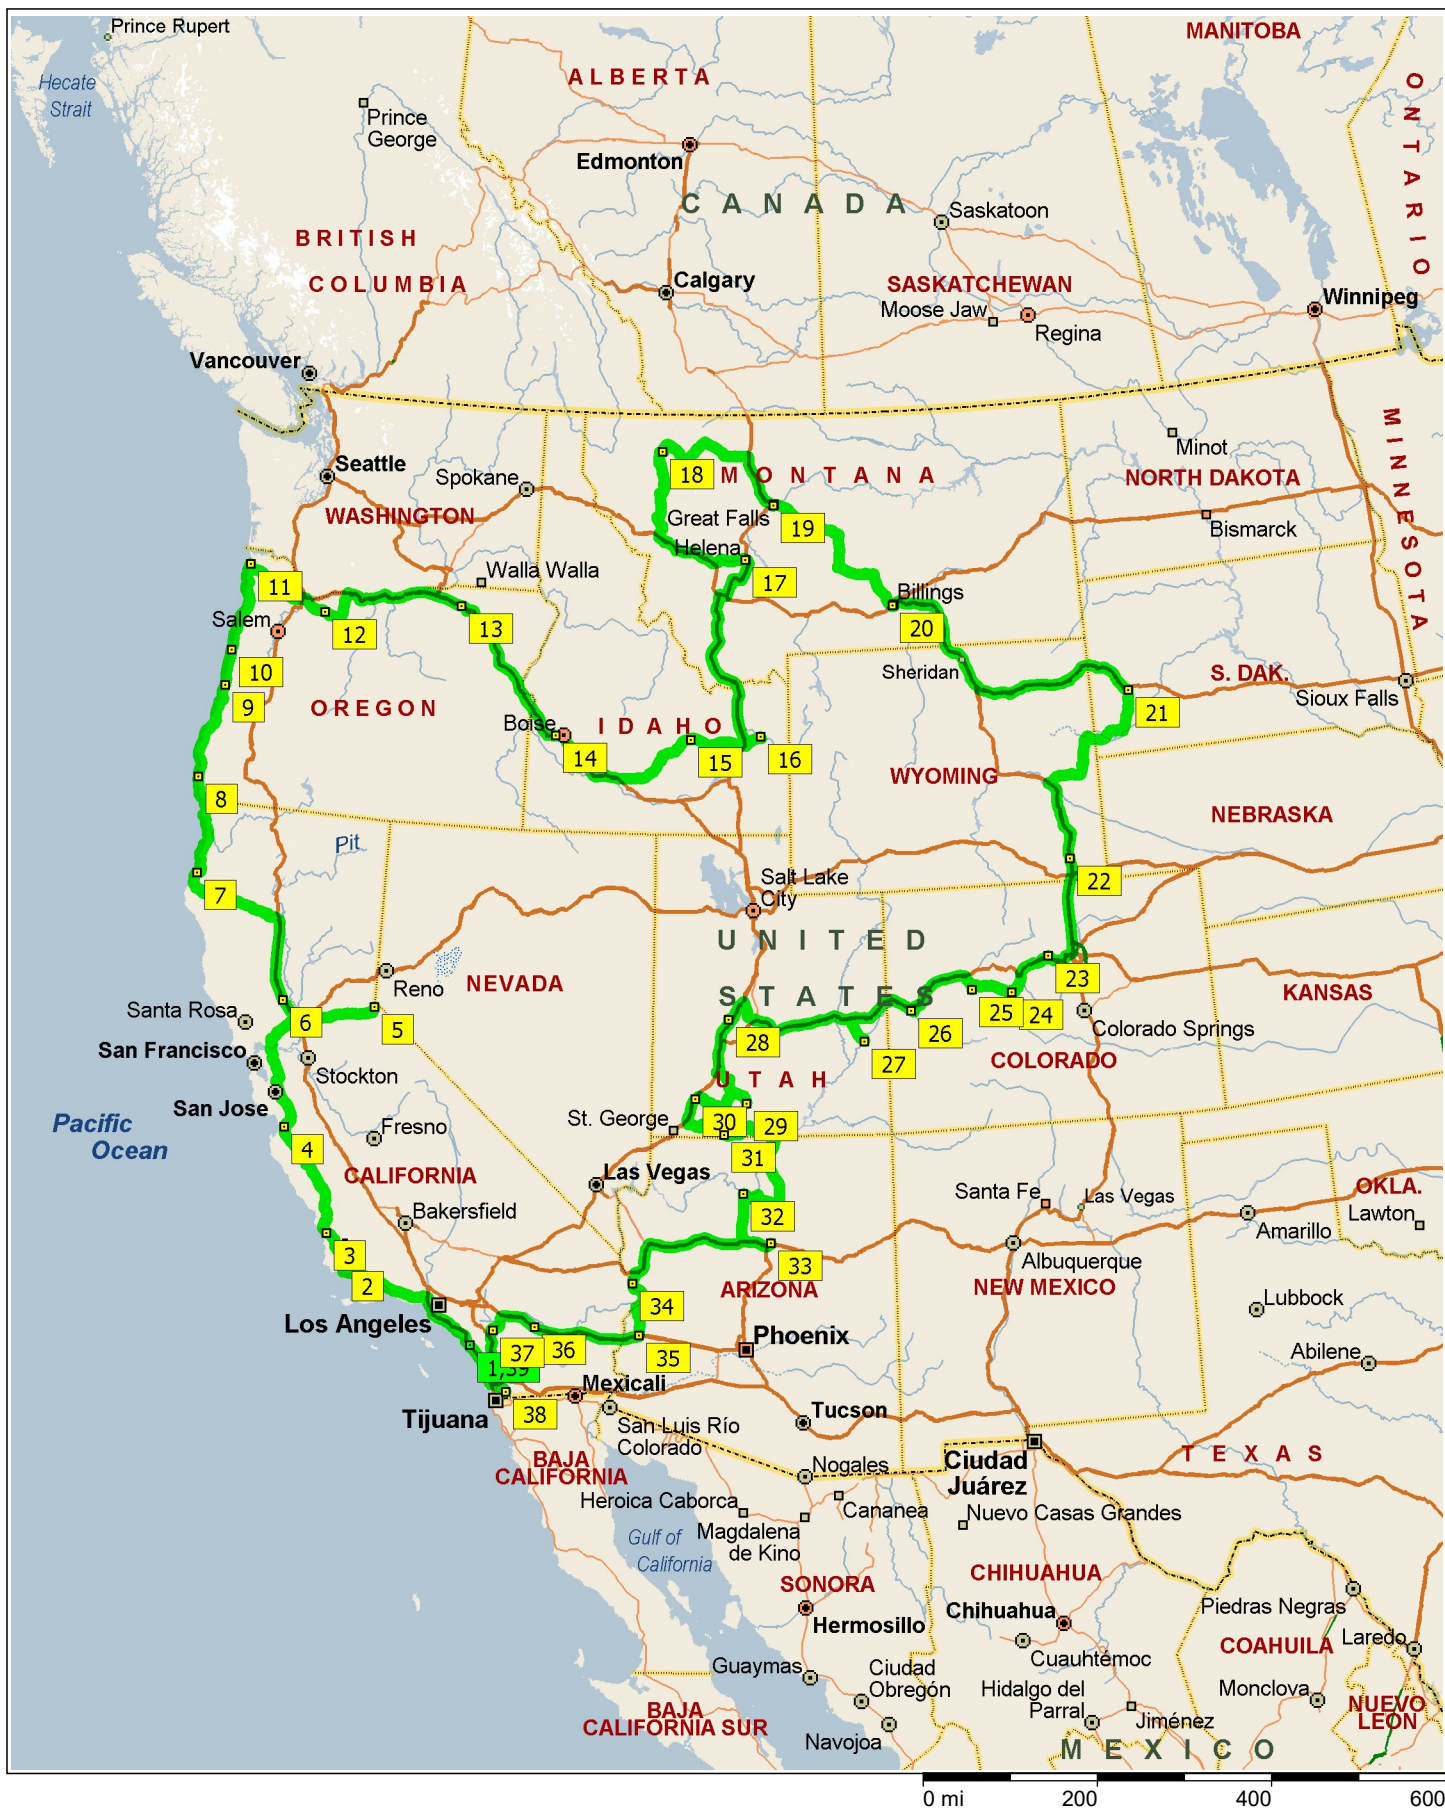 Prince Rupert
MANITOBA
ALBERTA
Hecate
Strait
ONTARIO
Prince
George
Edmonton
CANADA
Saskatoon
BRITISH
COLUMBIA
Calgary
SASKATCHEWAN
Moose Jaw
Regina
Winnipeg
Vancouver
MINNESOTA
Minot
Seattle
Spokane
18
MONTANA
NORTH DAKOTA
WASHINGTON
Great Falls
19
Bismarck
Helena
Walla Walla
17
11
Billings
Salem
12
13
20
10
Sheridan
S. DAK.
Sioux Falls
9
OREGON
21
Boise
IDAHO
14
15
16
WYOMING
8
NEBRASKA
Pit
7
Salt Lake
City
22
UNITED
STATES
Reno
NEVADA
23
KANSAS
Santa Rosa
6
5
25
24
Colorado Springs
San Francisco
26
28
27
COLORADO
Stockton
UTAH
San Jose
Pacific
Ocean
Fresno
St. George
30
29
4
31
CALIFORNIA
Las Vegas
Santa Fe
Las Vegas
OKLA.
Lawton
Bakersfield
32
Amarillo
3
33
Albuquerque
2
ARIZONA
NEW MEXICO
34
Lubbock
Los Angeles
Phoenix
37
36
35
Abilene
1,39
Mexicali
38
Tijuana
Tucson
San Luis Río
Colorado
BAJA
CALIFORNIA
Nogales
Ciudad
Juárez
TEXAS
Heroica Caborca
Cananea
Nuevo Casas Grandes
Magdalena
de Kino
Gulf of
California
SONORA
CHIHUAHUA
Hermosillo
Chihuahua
Piedras Negras
Cuauhtémoc
COAHUILA
Laredo
Guaymas
Ciudad
Obregón
Hidalgo del
Parral
Monclova
BAJA
CALIFORNIA SUR
Jiménez
NUEVO
LEON
Navojoa
MEXICO
0 mi
200
400
600